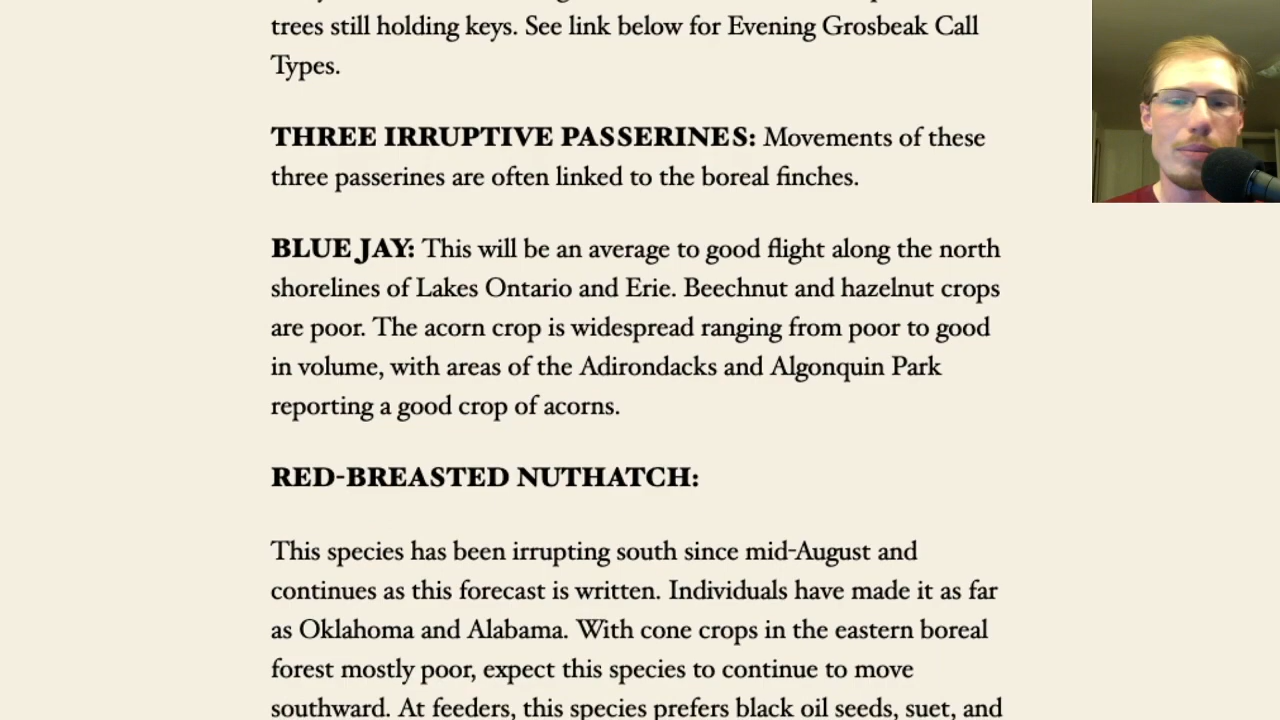 trees still holding keys. See link below for Evening Grosbeak Call
Types.
THREE IRRUPTIVE PASSERINES: Movements of these
three passerines are often linked to the boreal finches.
BLUE JAY: This will be an average to good flight along the north
shorelines of Lakes Ontario and Erie. Beechnut and hazelnut crops
are poor. The acorn crop is widespread ranging from poor to good
in volume, with areas of the Adirondacks and Algonquin Park
reporting a good crop of acorns.
RED-BREASTED NUTHATCH:
This species has been irrupting south since mid-August and
continues as this forecast is written. Individuals have made it as far
as Oklahoma and Alabama. With cone crops in the eastern boreal
forest mostly poor, expect this species to continue to move
southward. At feeders, this species prefers black oil seeds, suet, and